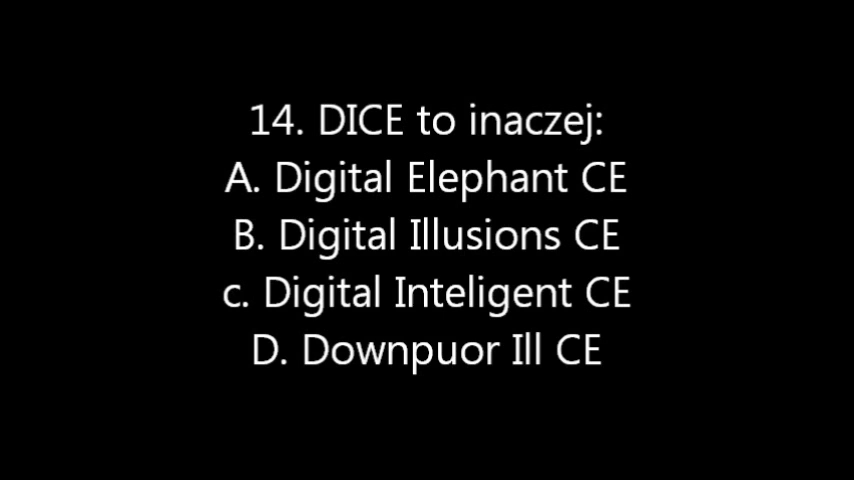 14. DICE to inaczej:
A. Digital Elephant CE
B. Digital Illusions CE
c. Digital Inteligent CE
D. Downpuor Ill CE